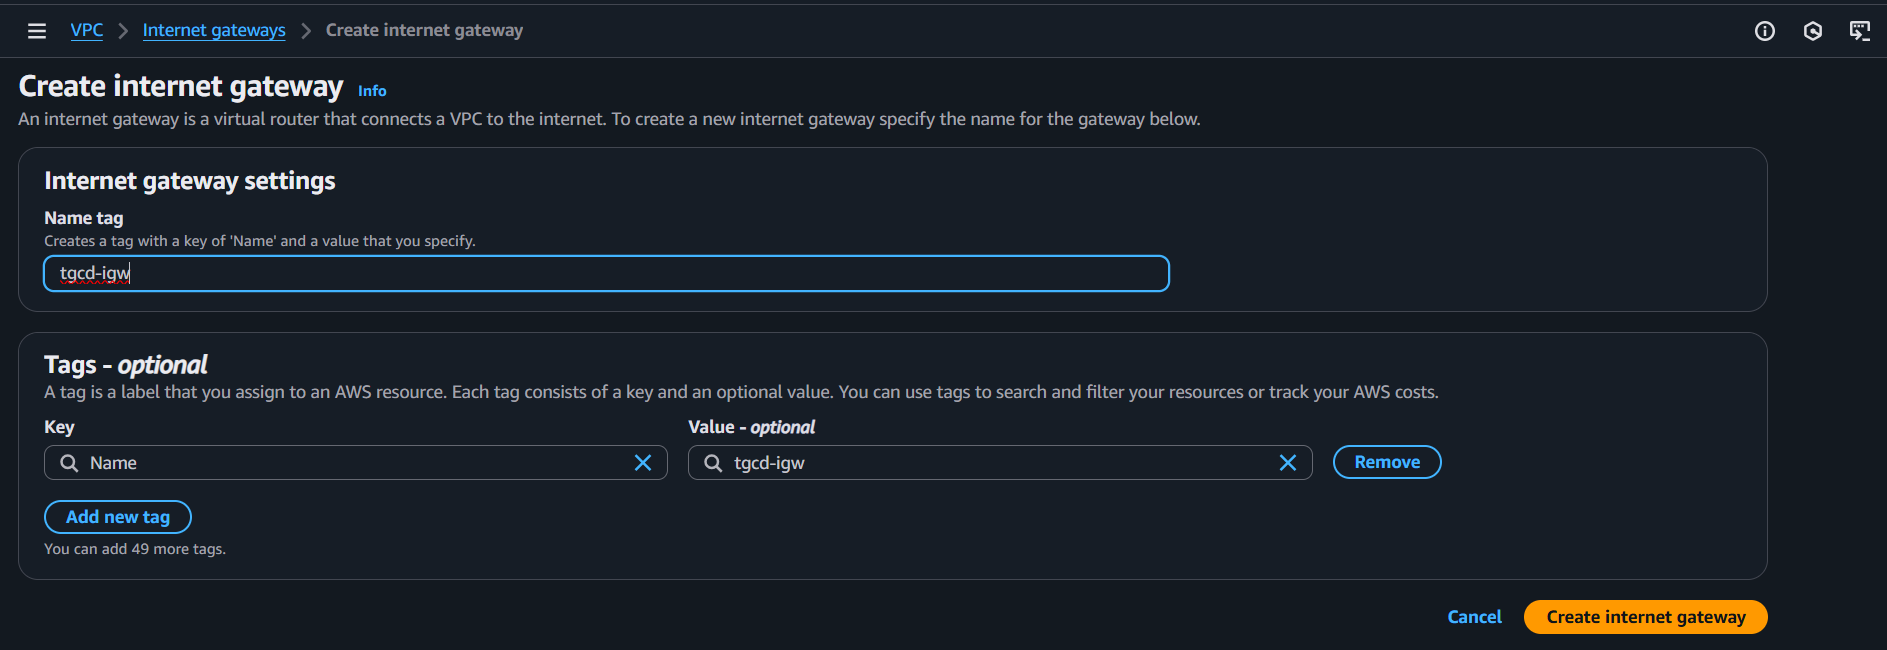 VPC > Internet gateways > Create internet gateway
Create internet gateway Info
An internet gateway is a virtual router that connects a VPC to the internet. To create a new internet gateway specify the name for the gateway below.
Internet gateway settings
Name tag
Creates a tag with a key of 'Name' and a value that you specify.
tgcd-igw
Tags - optional
A tag is a label that you assign to an AWS resource. Each tag consists of a key and an optional value. You can use tags to search and filter your resources or track your AWS costs.
Key Value - optional
Name tgcd-igw Remove
Add new tag
You can add 49 more tags.
Cancel Create internet gateway